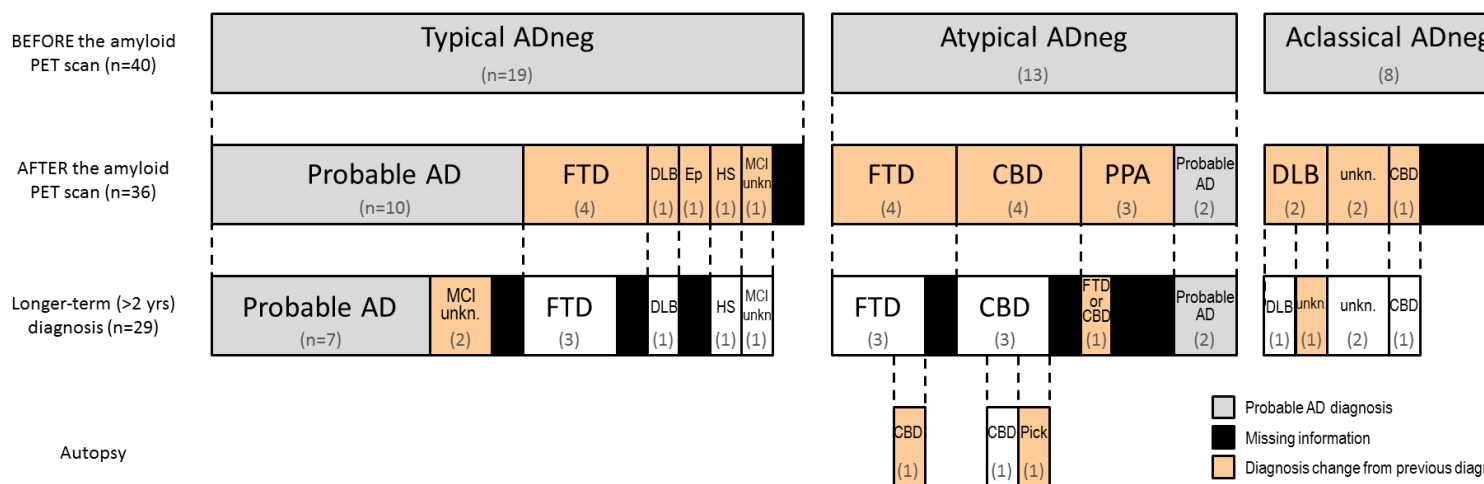 BEFORE the amyloid
PET scan (n=40)
Typical ADneg
(n=19)
Atypical ADneg
(13)
Aclassical ADneg
(8)
AFTER the amyloid
PET scan (n=36)
Probable AD
(n=10)
FTD
(4)
DLB
(1)
Ep
(1)
HS
(1)
MCI
unkn
(1)
FTD
(4)
CBD
(4)
PPA
(3)
Probable
AD
(2)
DLB
(2)
unkn.
(2)
CBD
(1)
Longer-term (>2 yrs)
diagnosis (n=29)
Probable AD
(n=7)
MCI
unkn.
(2)
FTD
(3)
DLB
(1)
HS
(1)
MCI
unkn
(1)
FTD
(3)
CBD
(3)
FTD
or
CBD
(1)
Probable
AD
(2)
DLB
(1)
unkn.
(1)
unkn.
(2)
CBD
(1)
Autopsy
CBD
(1)
CBD
(1)
Pick
(1)
Probable AD diagnosis
Missing information
Diagnosis change from previous diagn